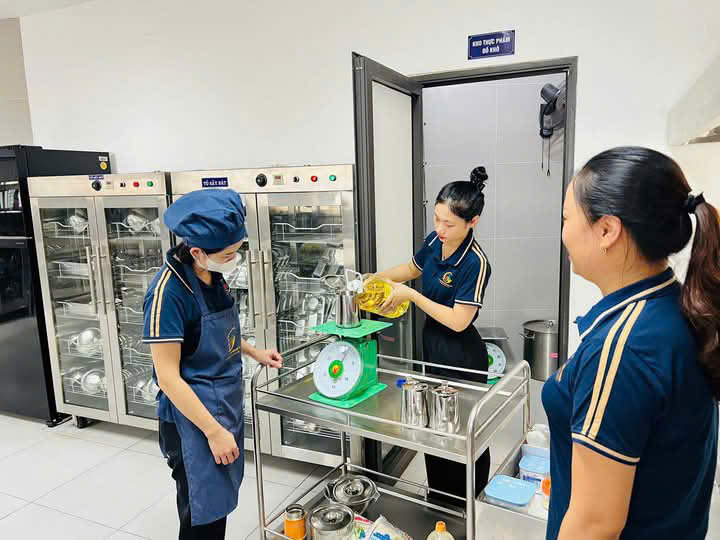 KHO THỰC PHẨM
ĐỒ KHÔ
TỦ SẤY BÁT